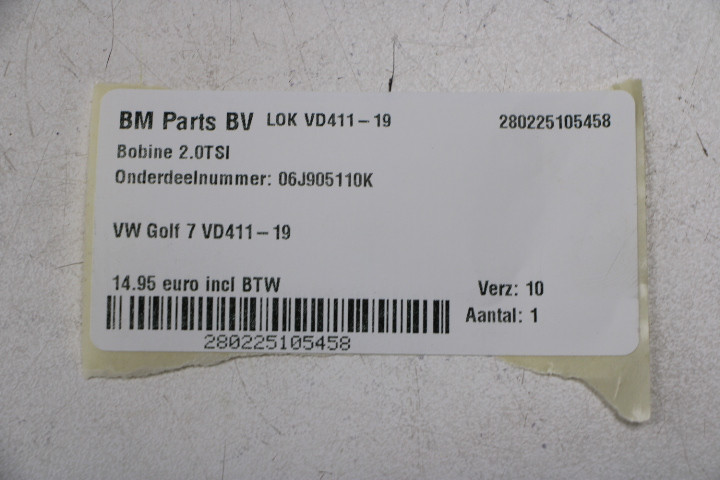 BM Parts BV LOK VD411-19 280225105458
Bobine 2.0TSI
Onderdeelnummer: 06J905110K
VW Golf 7 VD411-19
14.95 euro incl BTW Verz: 10
Aantal: 1
280225105458